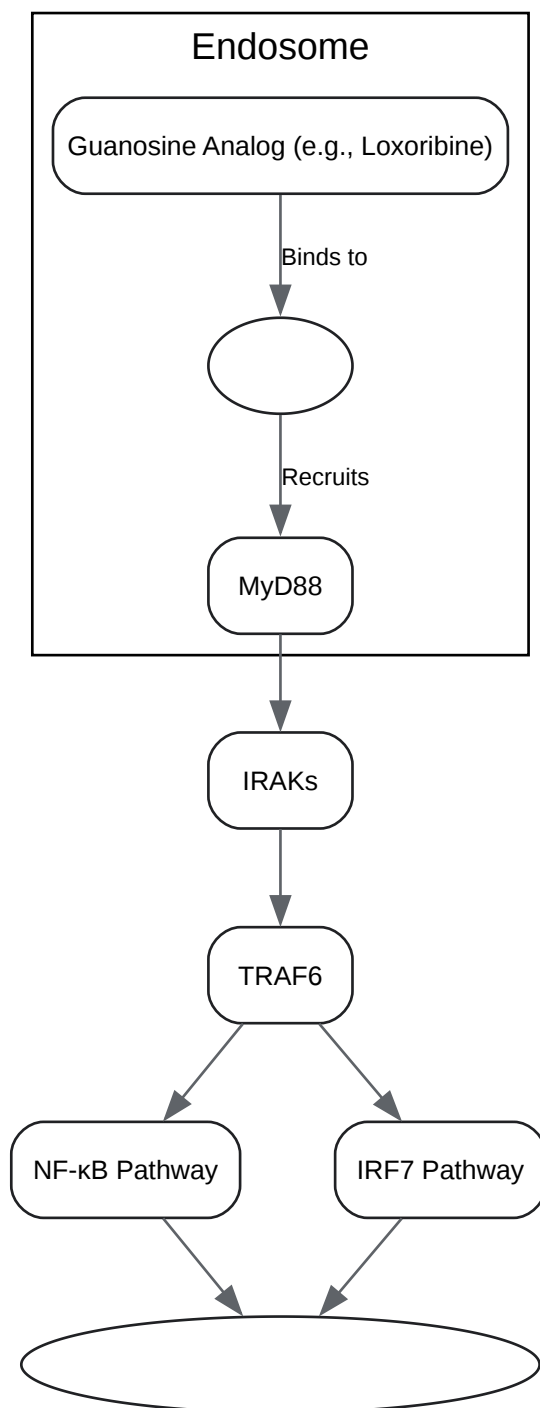 Endosome
Guanosine Analog (e.g., Loxoribine)
Binds to
Recruits
MyD88
IRAKs
TRAF6
NF-κB Pathway
IRF7 Pathway